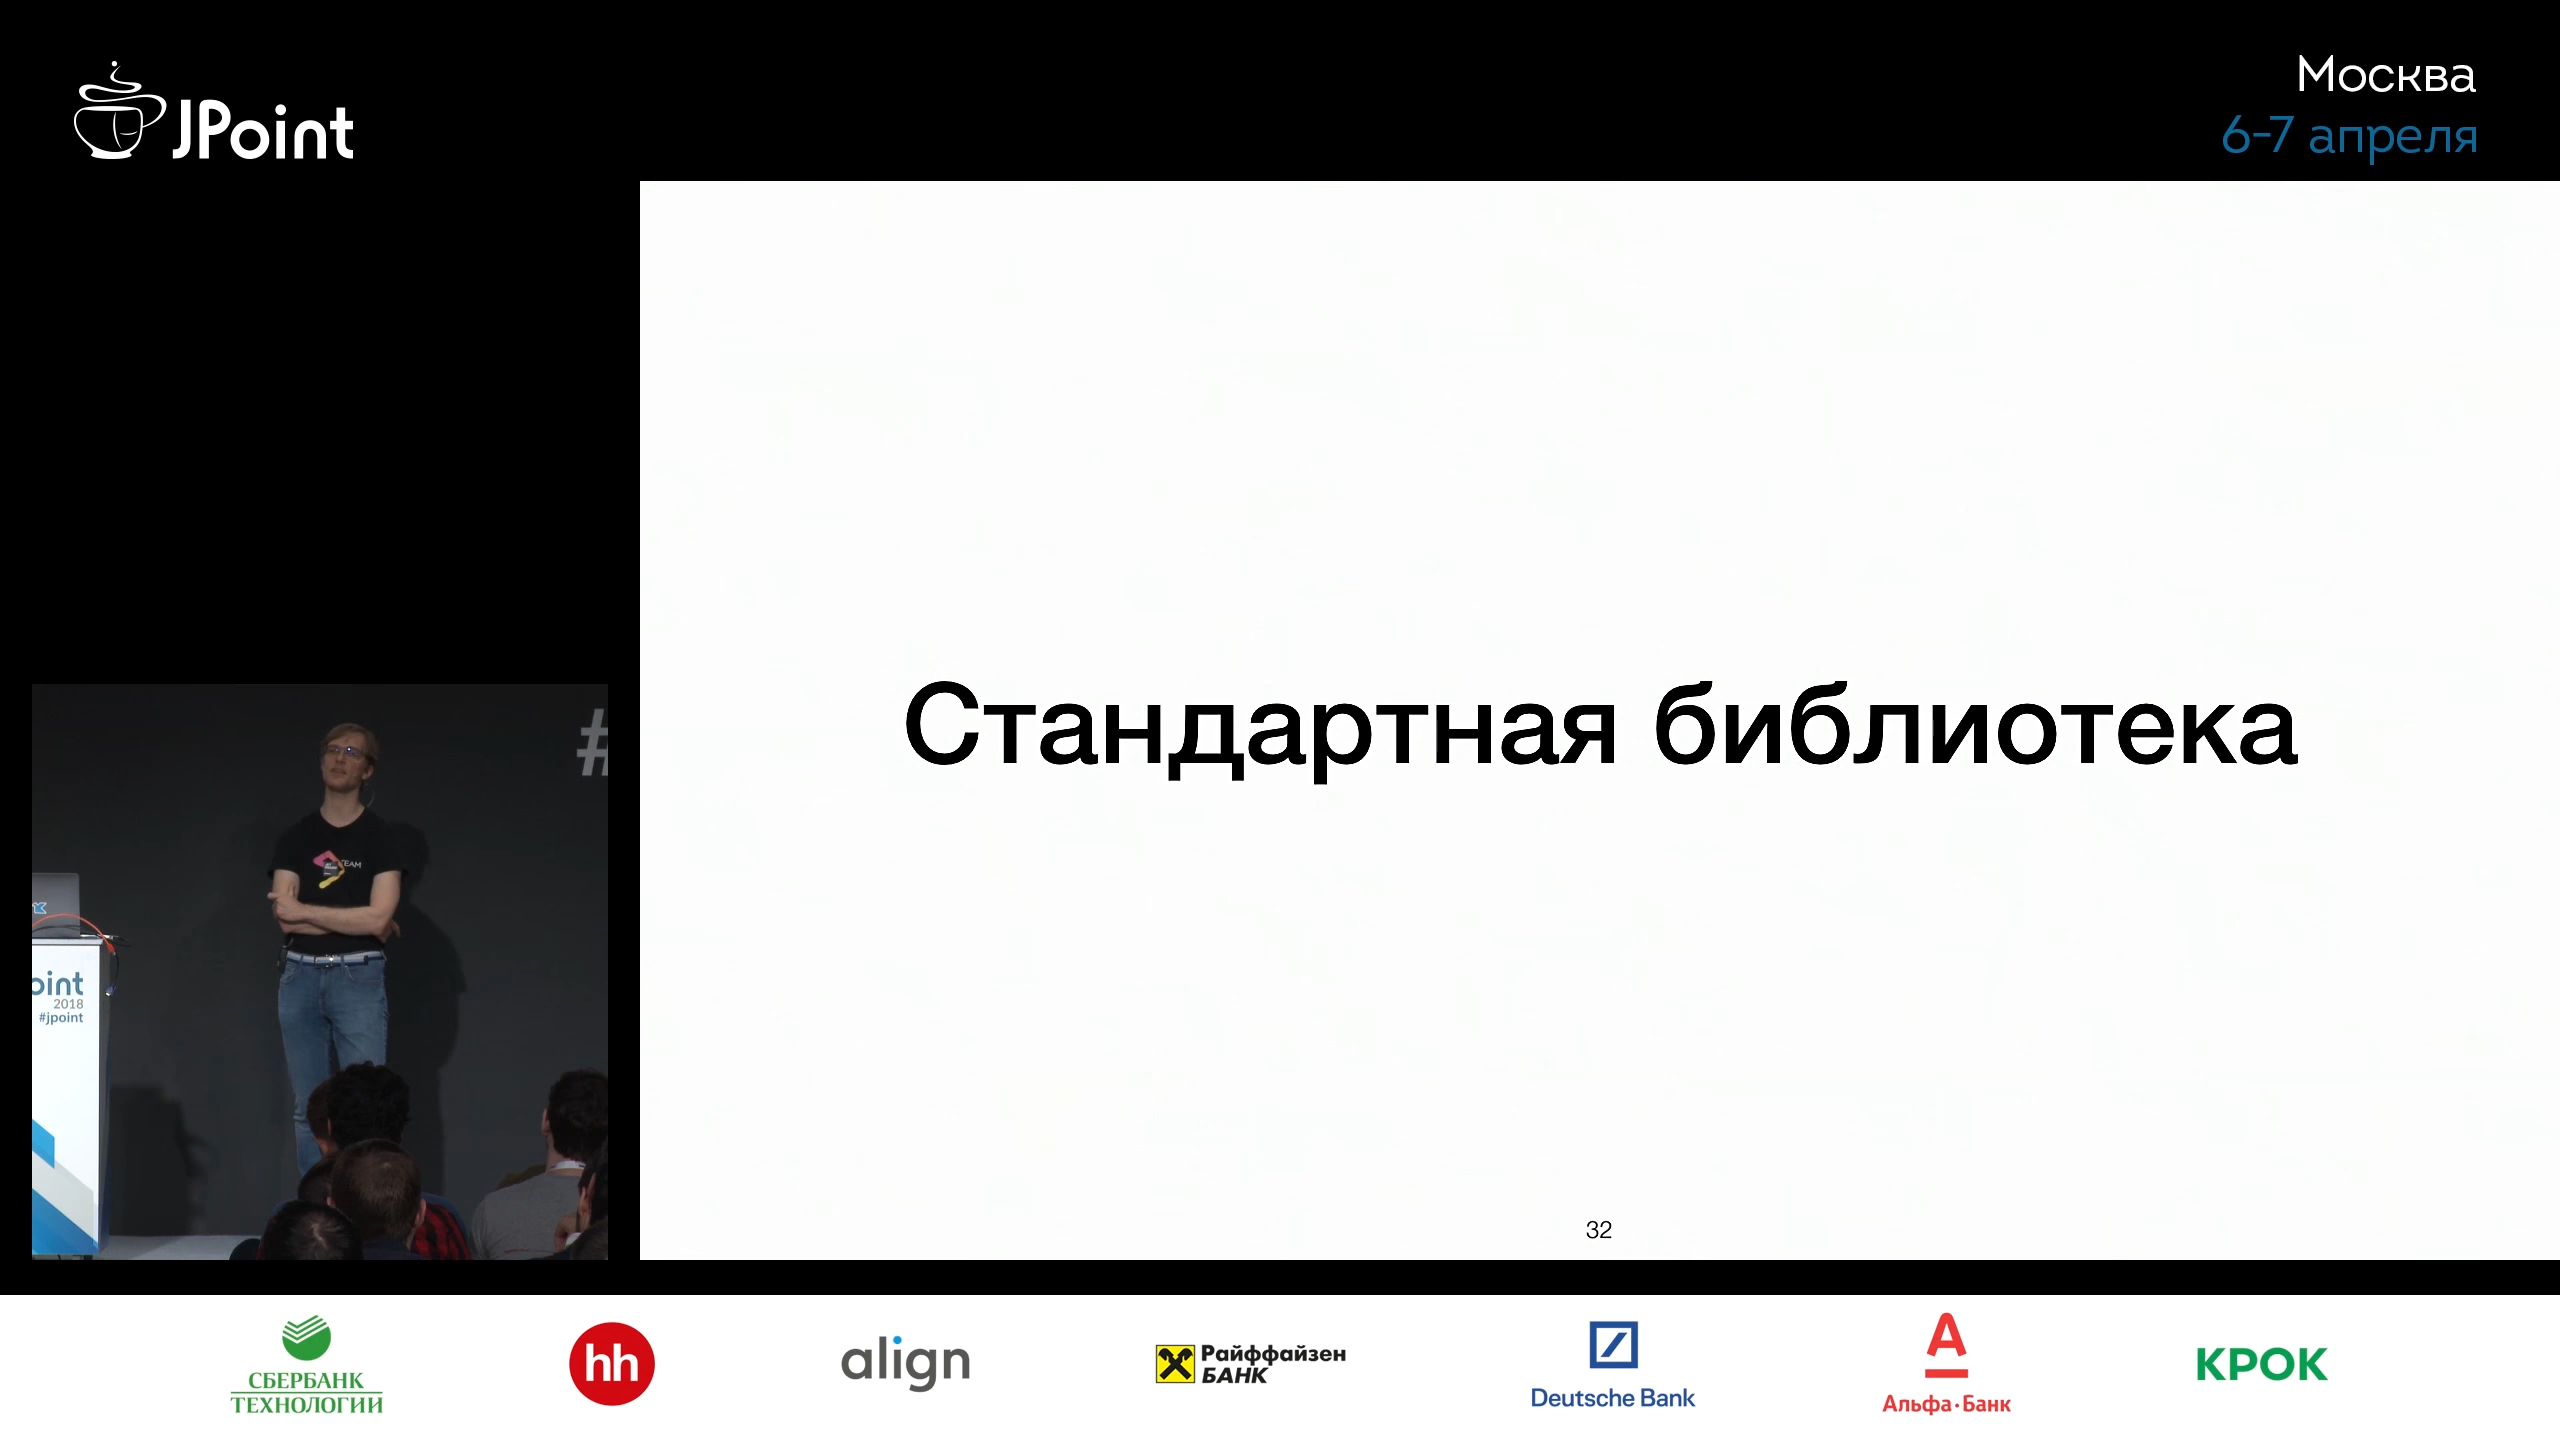 JPoint
Москва
6-7 апреля
Стандартная библиотека
32
#
TEAM
oint
2018
#jpoint
СБЕРБАНК
ТЕХНОЛОГИИ
hh
align
Райффайзен
БАНК
Deutsche Bank
Альфа·Банк
КРОК